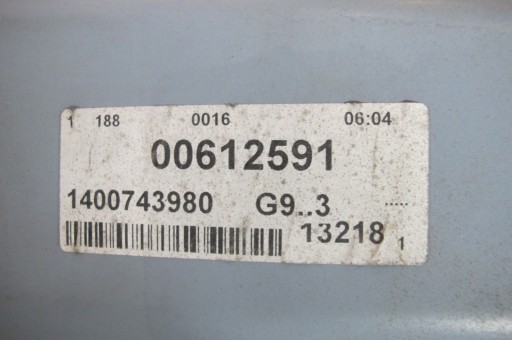 1 188 0016 06:04
00612591
1400743980 G9..3 .....
13218 1